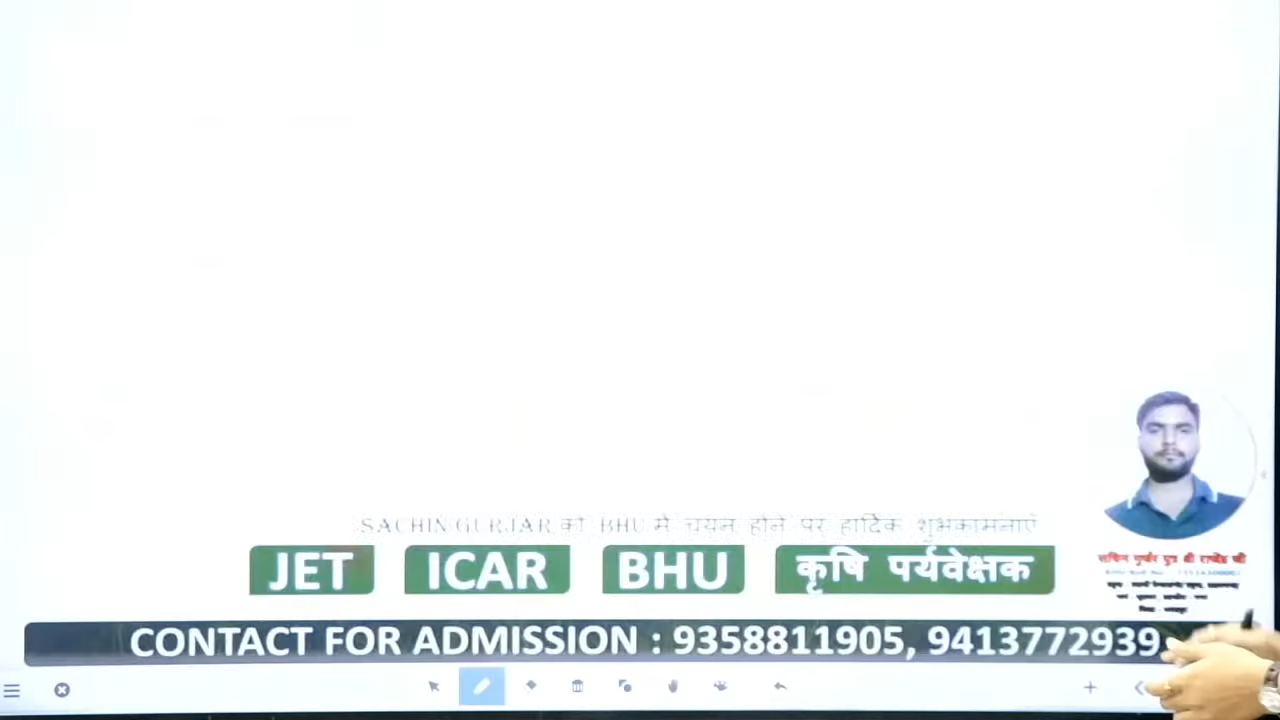 SACHIN GURJAR को BHU में चयन होने पर हार्दिक शुभकामनाएँ
JET ICAR BHU कृषि पर्यवेक्षक
CONTACT FOR ADMISSION : 9358811905, 9413772939